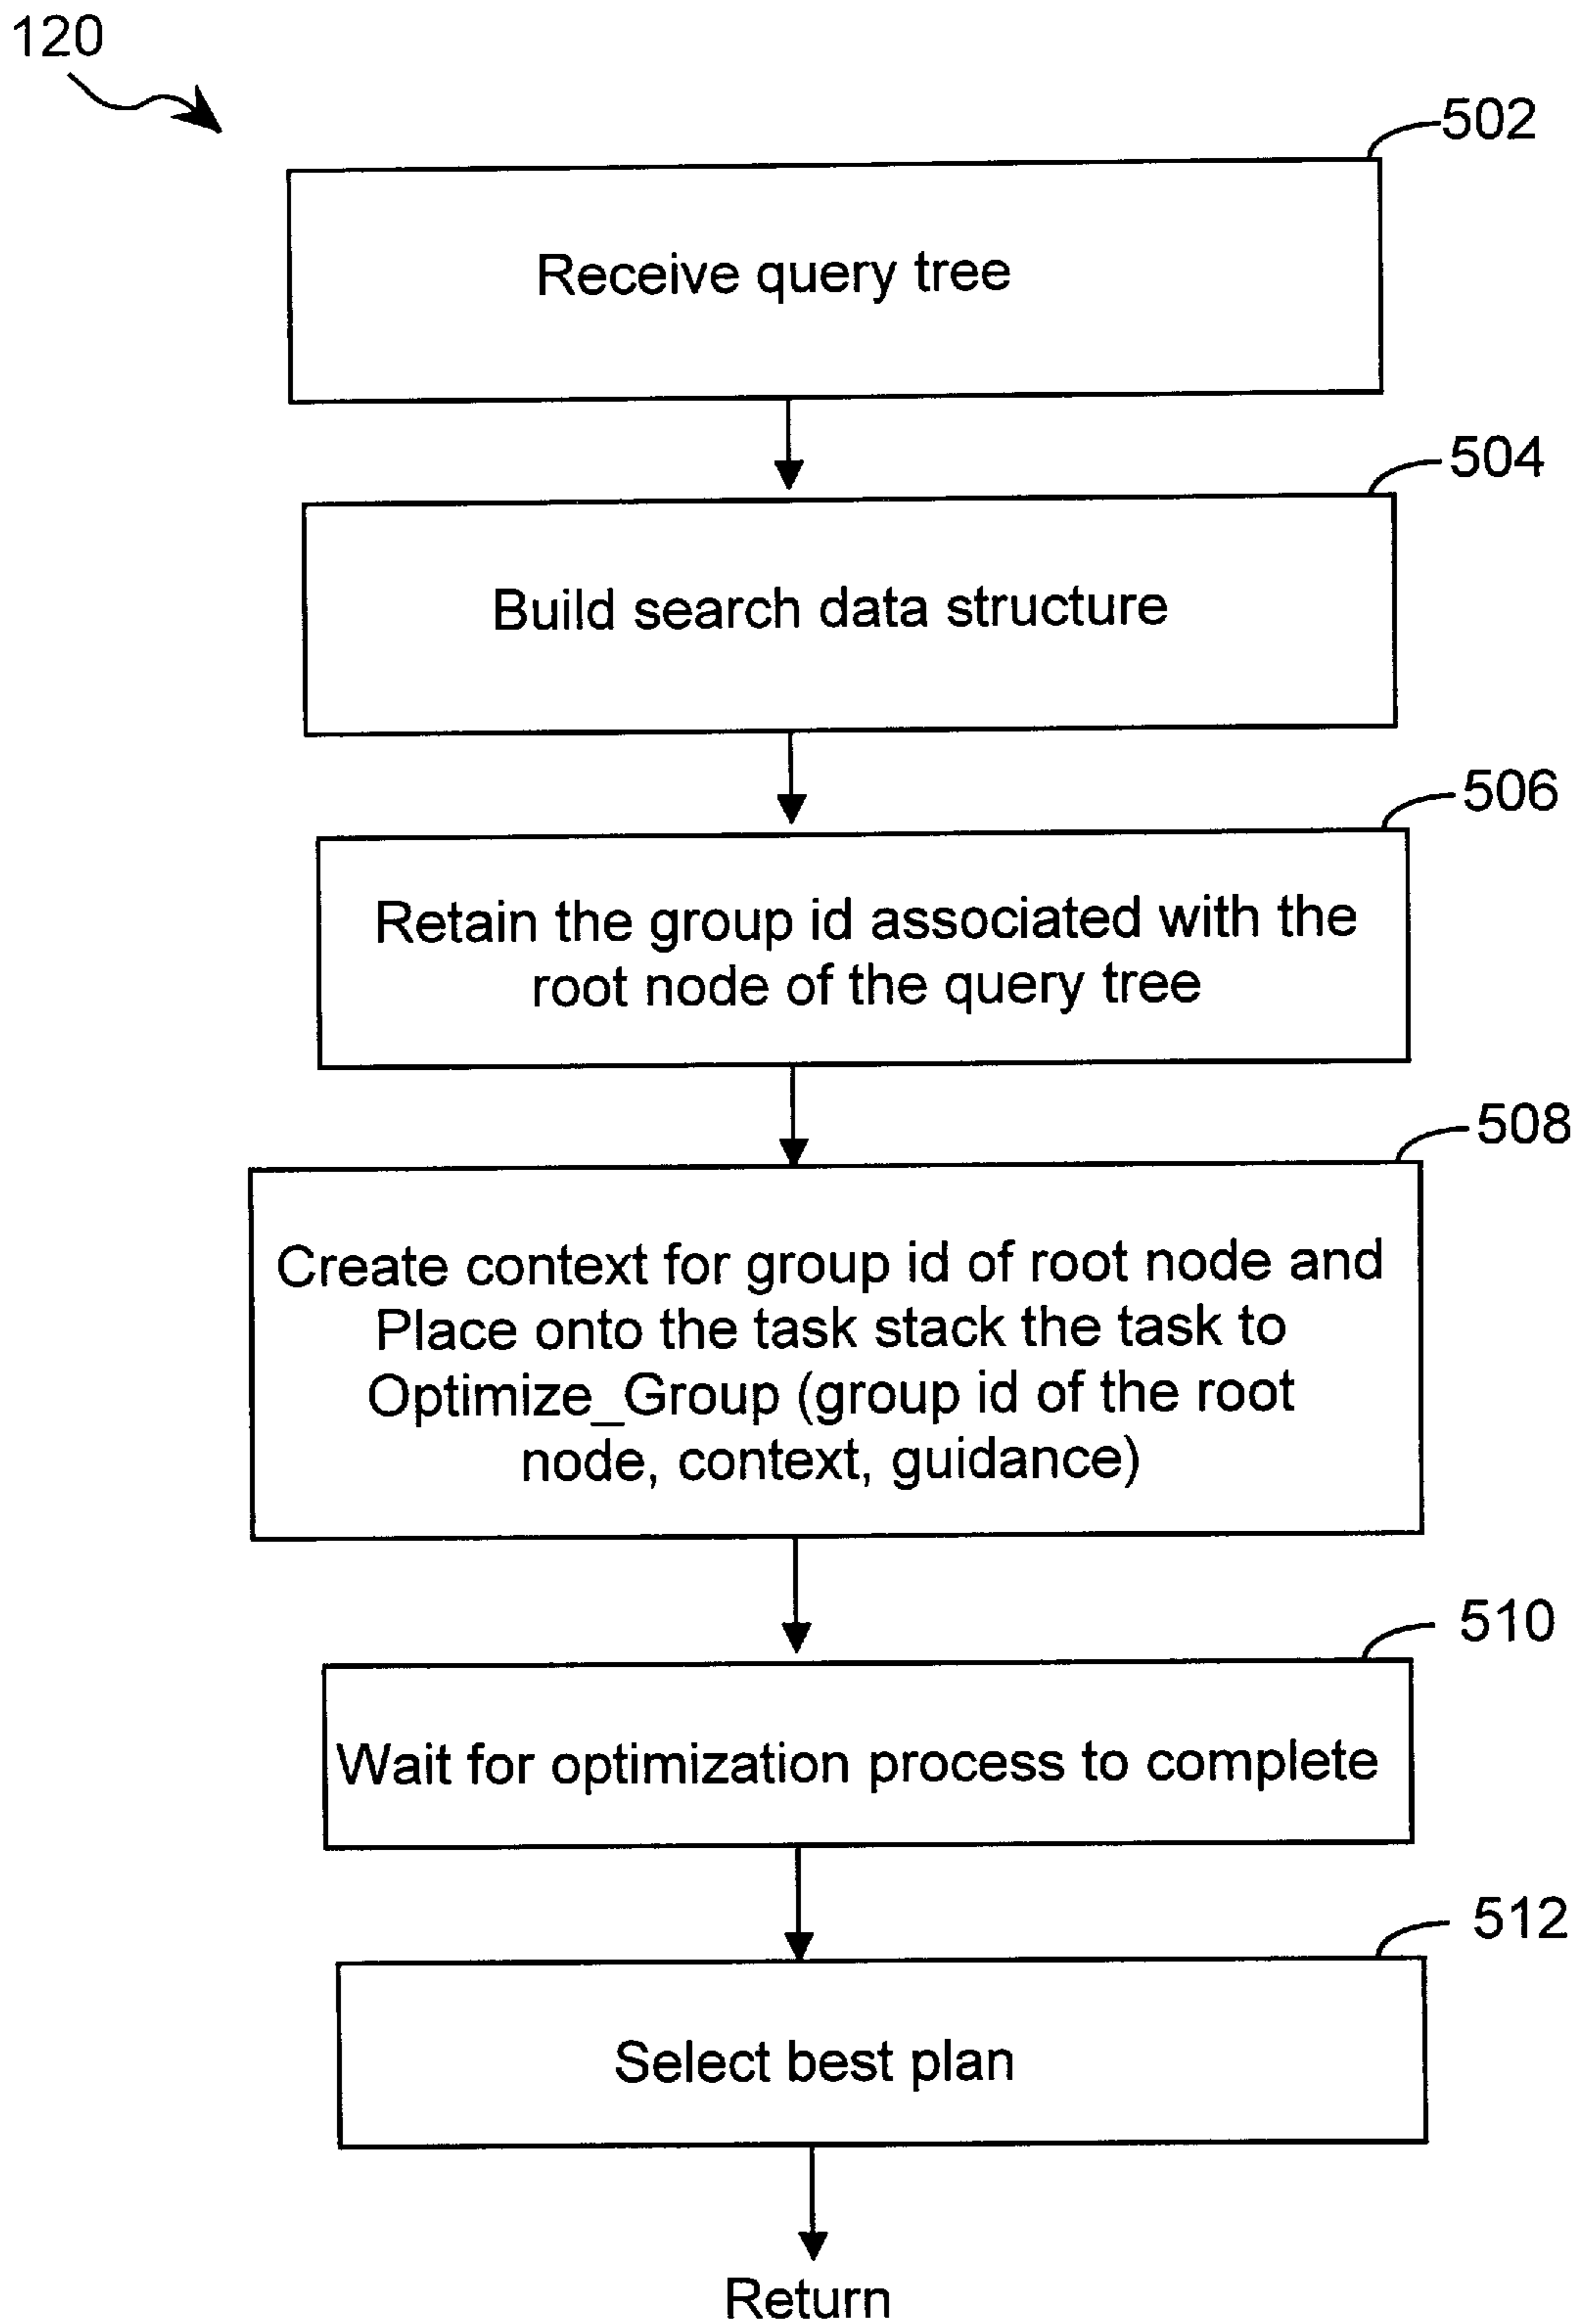 120
502
Receive query tree
504
Build search data structure
506
Retain the group id associated with the
root node of the query tree
508
Create context for group id of root node and
Place onto the task stack the task to
Optimize_Group (group id of the root
node, context, guidance)
510
Wait for optimization process to complete
512
Select best plan
Return